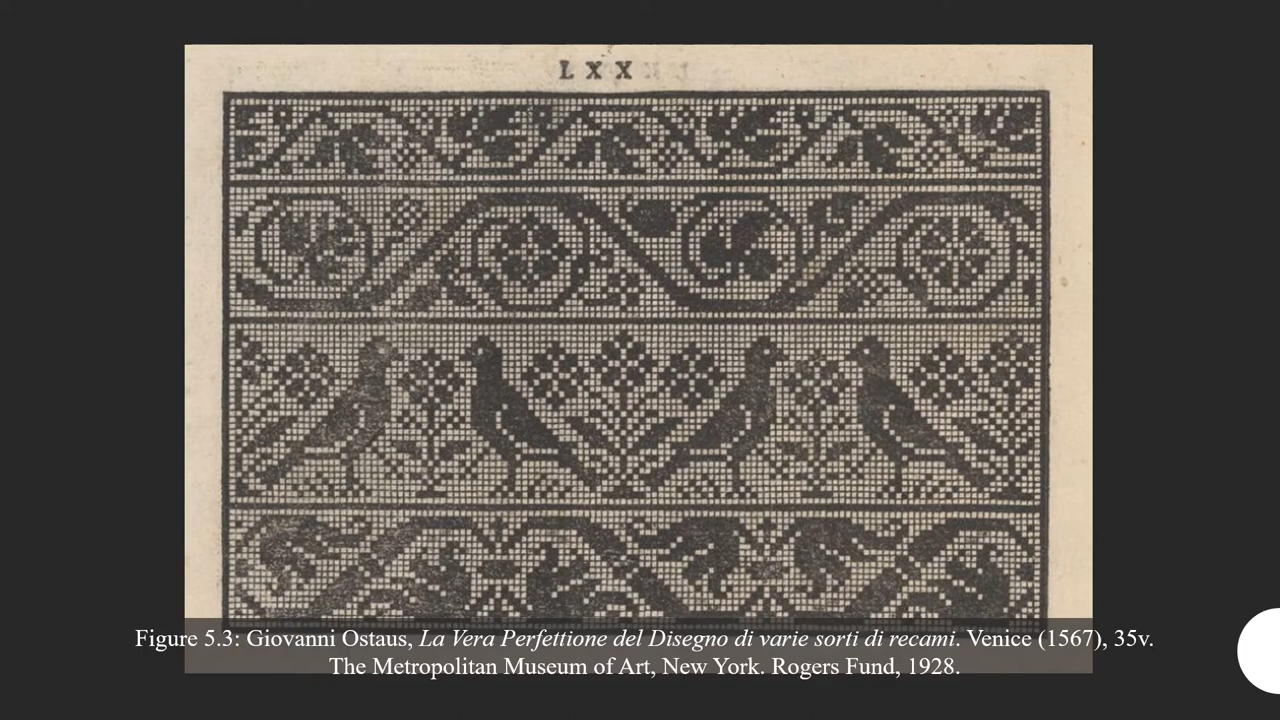 LXX
Figure 5.3: Giovanni Ostaus, La Vera Perfettione del Disegno di varie sorti di recami. Venice (1567), 35v.
The Metropolitan Museum of Art, New York. Rogers Fund, 1928.